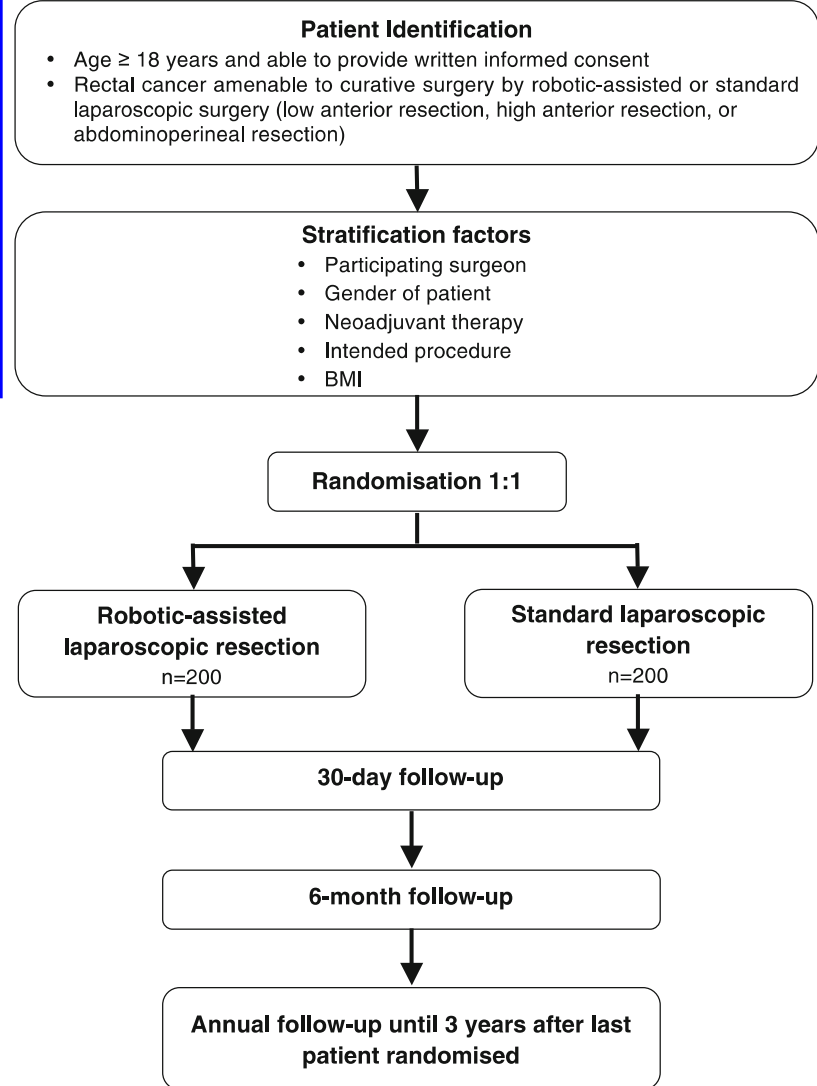 Patient Identification
• Age ≥ 18 years and able to provide written informed consent
• Rectal cancer amenable to curative surgery by robotic-assisted or standard
laparoscopic surgery (low anterior resection, high anterior resection, or
abdominoperineal resection)
Stratification factors
• Participating surgeon
• Gender of patient
• Neoadjuvant therapy
• Intended procedure
• BMI
Randomisation 1:1
Robotic-assisted
laparoscopic resection
n=200
Standard laparoscopic
resection
n=200
30-day follow-up
6-month follow-up
Annual follow-up until 3 years after last
patient randomised